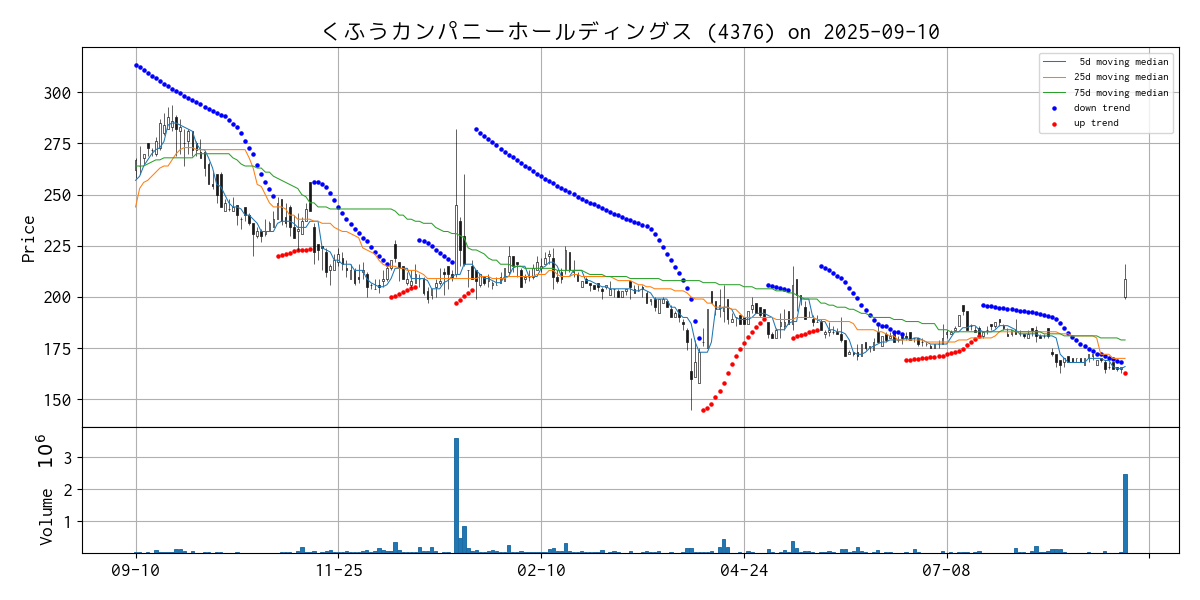 くふうカンパニーホールディングス (4376) on 2025-09-10
5d moving median
25d moving median
75d moving median
down trend
up trend
Price
300
275
250
225
200
175
150
Volume 10^6
3
2
1
09-10 11-25 02-10 04-24 07-08